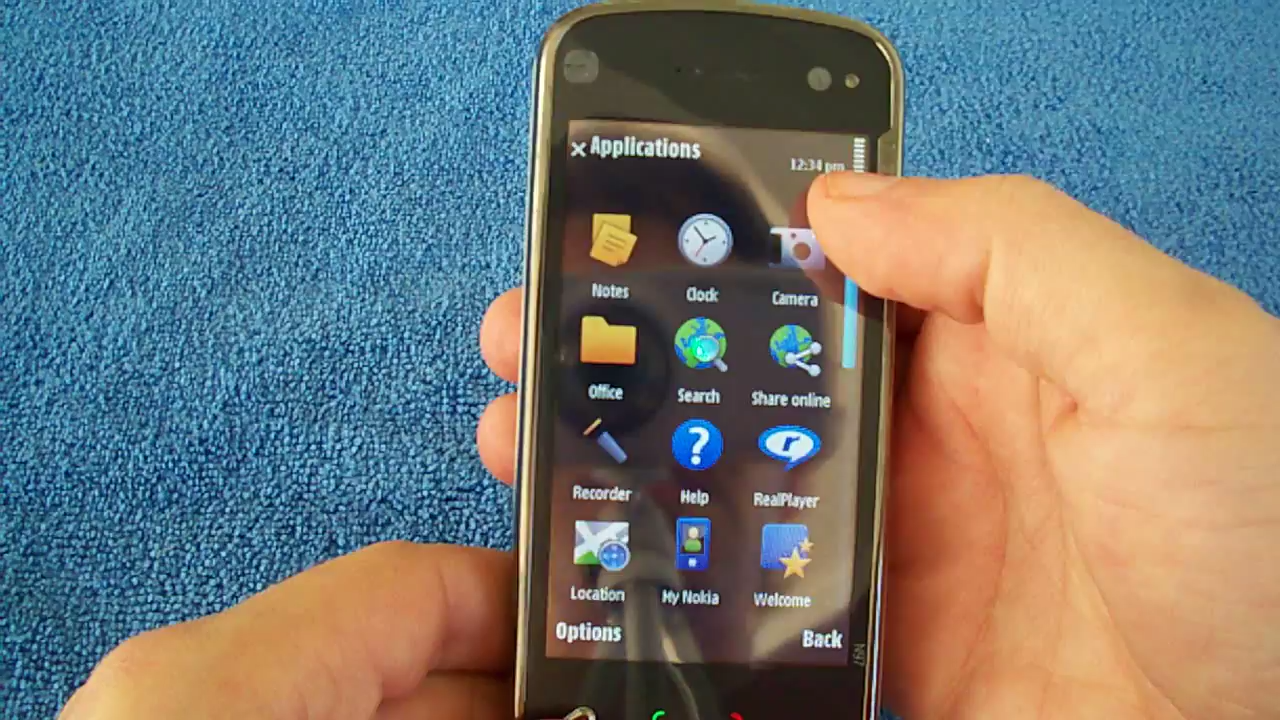 Applications
12:34 pm
Notes Clock Camera
Office Search Share online
Recorder Help RealPlayer
Location My Nokia Welcome
Options Back
N97